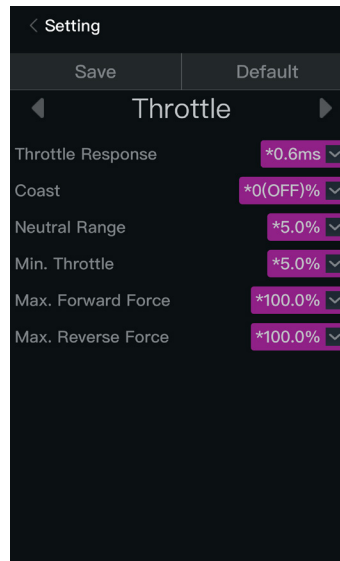 Setting
Save Default
Throttle
Throttle Response *0.6ms
Coast *0(OFF)%
Neutral Range *5.0%
Min. Throttle *5.0%
Max. Forward Force *100.0%
Max. Reverse Force *100.0%